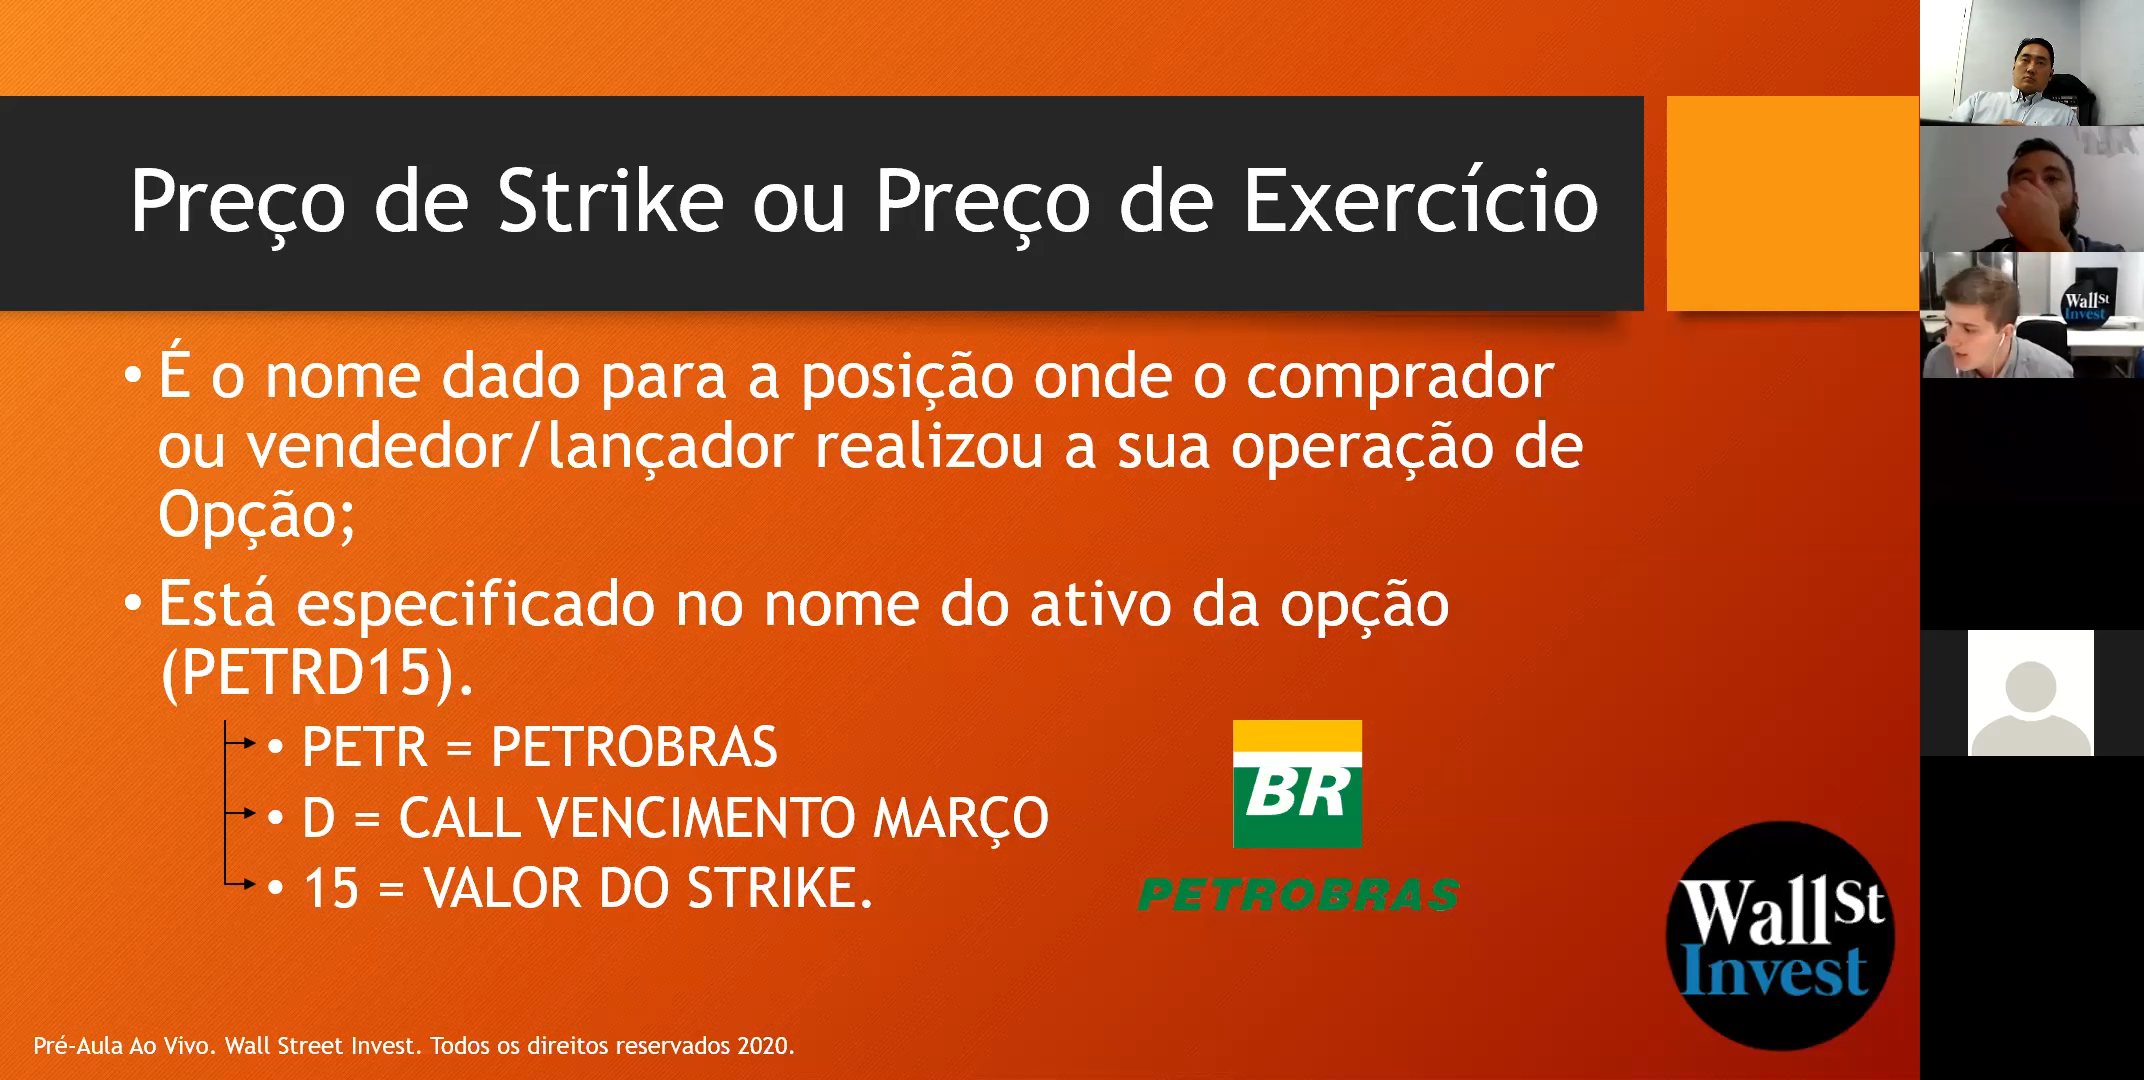 Preço de Strike ou Preço de Exercício
• É o nome dado para a posição onde o comprador
ou vendedor/lançador realizou a sua operação de
Opção;
• Está especificado no nome do ativo da opção
(PETRD15).
• PETR = PETROBRAS
• D = CALL VENCIMENTO MARÇO
• 15 = VALOR DO STRIKE.
BR
PETROBRAS
WallSt
Invest
Pré-Aula Ao Vivo. Wall Street Invest. Todos os direitos reservados 2020.
WallSt
Invest